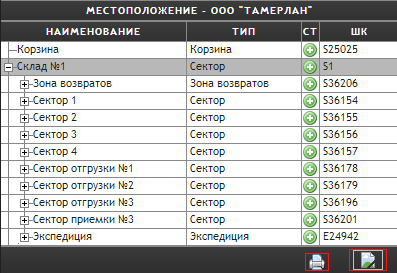 МЕСТОПОЛОЖЕНИЕ - ООО "ТАМЕРЛАН"
НАИМЕНОВАНИЕ ТИП СТ ШК
Корзина Корзина S25025
Склад №1 Сектор S1
Зона возвратов Зона возвратов S36206
Сектор 1 Сектор S36154
Сектор 2 Сектор S36155
Сектор 3 Сектор S36156
Сектор 4 Сектор S36157
Сектор отгрузки №1 Сектор S36178
Сектор отгрузки №2 Сектор S36179
Сектор отгрузки №3 Сектор S36196
Сектор приемки №3 Сектор S36201
Экспедиция Экспедиция E24942